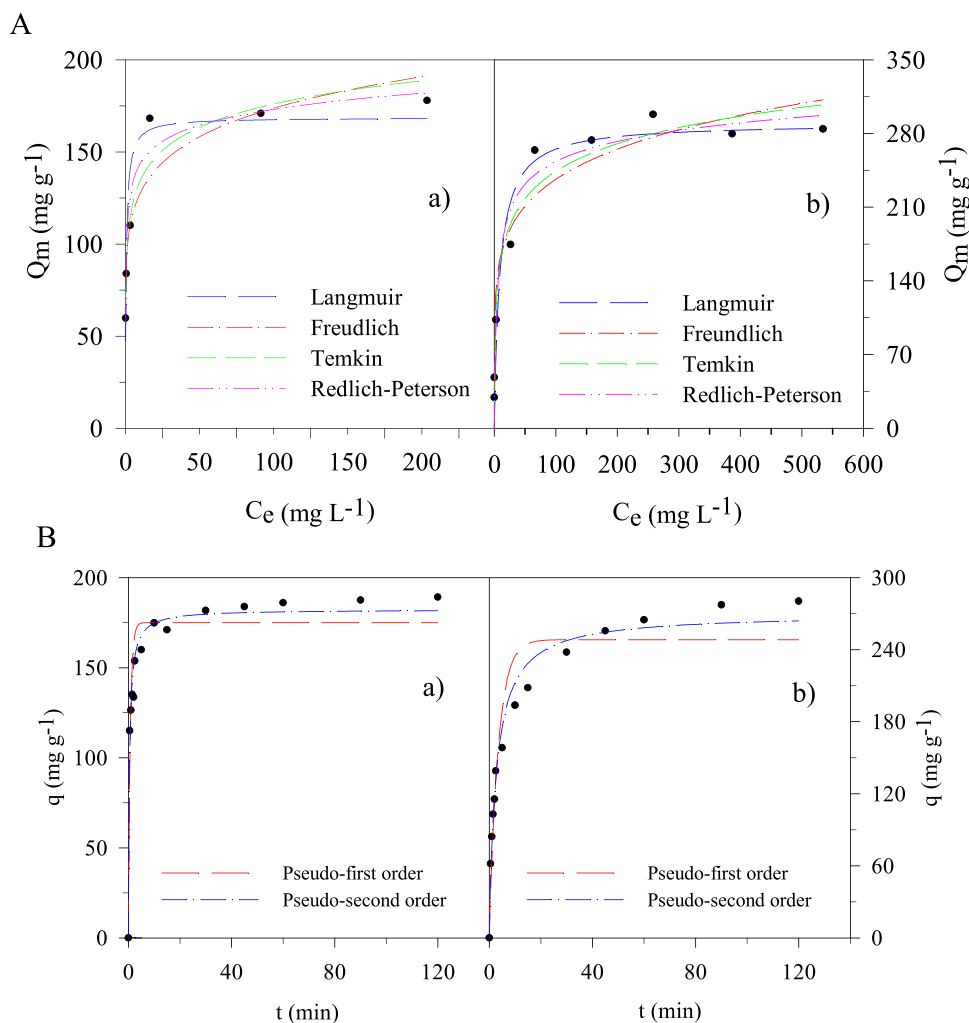 A
200
150
100
50
0
Qm (mg g-1)
a)
Langmuir
Freudlich
Temkin
Redlich-Peterson
0 50 100 150 200
Ce (mg L-1)
350
280
210
140
70
0
Qm (mg g-1)
b)
Langmuir
Freundlich
Temkin
Redlich-Peterson
0 100 200 300 400 500 600
Ce (mg L-1)
B
200
150
100
50
0
q (mg g-1)
a)
Pseudo-first order
Pseudo-second order
0 40 80 120
t (min)
300
240
180
120
60
0
q (mg g-1)
b)
Pseudo-first order
Pseudo-second order
0 40 80 120
t (min)